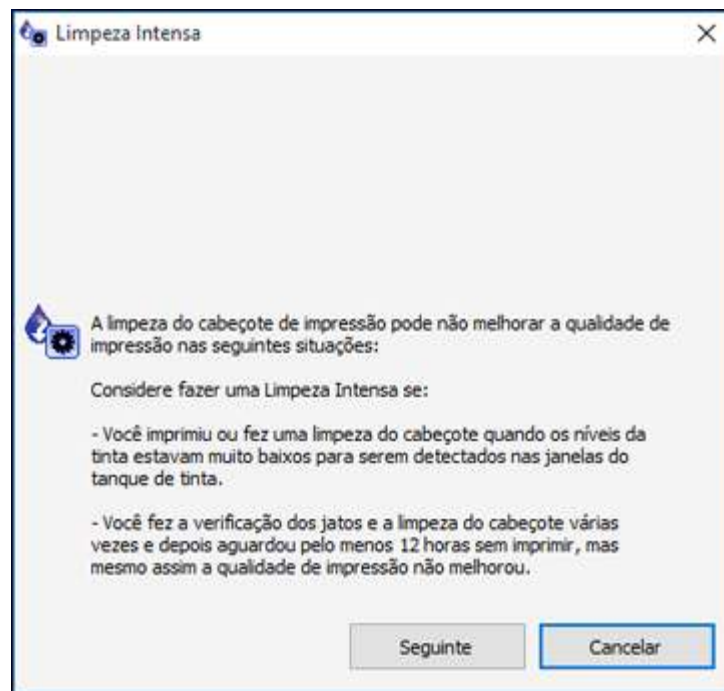 Limpeza Intensa
A limpeza do cabeçote de impressão pode não melhorar a qualidade de
impressão nas seguintes situações:
Considere fazer uma Limpeza Intensa se:
- Você imprimiu ou fez uma limpeza do cabeçote quando os níveis da
tinta estavam muito baixos para serem detectados nas janelas do
tanque de tinta.
- Você fez a verificação dos jatos e a limpeza do cabeçote várias
vezes e depois aguardou pelo menos 12 horas sem imprimir, mas
mesmo assim a qualidade de impressão não melhorou.
Seguinte
Cancelar